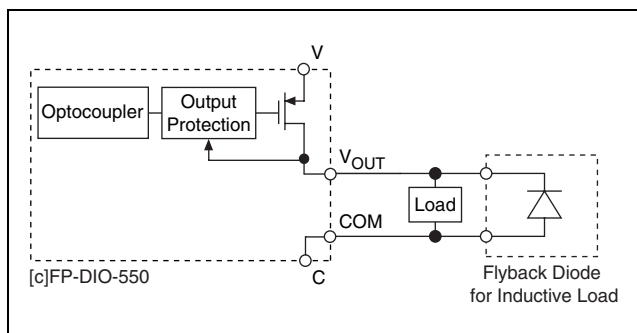 V
Optocoupler
Output
Protection
VOUT
Load
COM
C
[c]FP-DIO-550
Flyback Diode
for Inductive Load